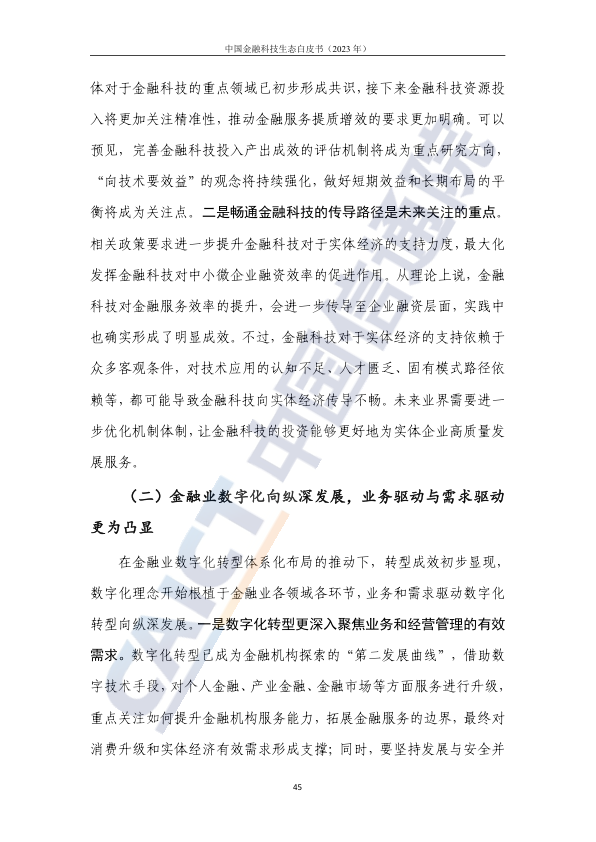 中国金融科技生态白皮书（2023 年）
体对于金融科技的重点领域已初步形成共识，接下来金融科技资源投
入将更加关注精准性，推动金融服务提质增效的要求更加明确。可以
预见，完善金融科技投入产出成效的评估机制将成为重点研究方向，
“向技术要效益”的观念将持续强化，做好短期效益和长期布局的平
衡将成为关注点。二是畅通金融科技的传导路径是未来关注的重点。
相关政策要求进一步提升金融科技对于实体经济的支持力度，最大化
发挥金融科技对中小微企业融资效率的促进作用。从理论上说，金融
科技对金融服务效率的提升，会进一步传导至企业融资层面，实践中
也确实形成了明显成效。不过，金融科技对于实体经济的支持依赖于
众多客观条件，对技术应用的认知不足、人才匮乏、固有模式路径依
赖等，都可能导致金融科技向实体经济传导不畅。未来业界需要进一
步优化机制体制，让金融科技的投资能够更好地为实体企业高质量发
展服务。
（二）金融业数字化向纵深发展，业务驱动与需求驱动
更为凸显
在金融业数字化转型体系化布局的推动下，转型成效初步显现，
数字化理念开始根植于金融业各领域各环节，业务和需求驱动数字化
转型向纵深发展。一是数字化转型更深入聚焦业务和经营管理的有效
需求。数字化转型已成为金融机构探索的“第二发展曲线”，借助数
字技术手段，对个人金融、产业金融、金融市场等方面服务进行升级，
重点关注如何提升金融机构服务能力，拓展金融服务的边界，最终对
消费升级和实体经济有效需求形成支撑；同时，要坚持发展与安全并
45
CAICT 中国信通院